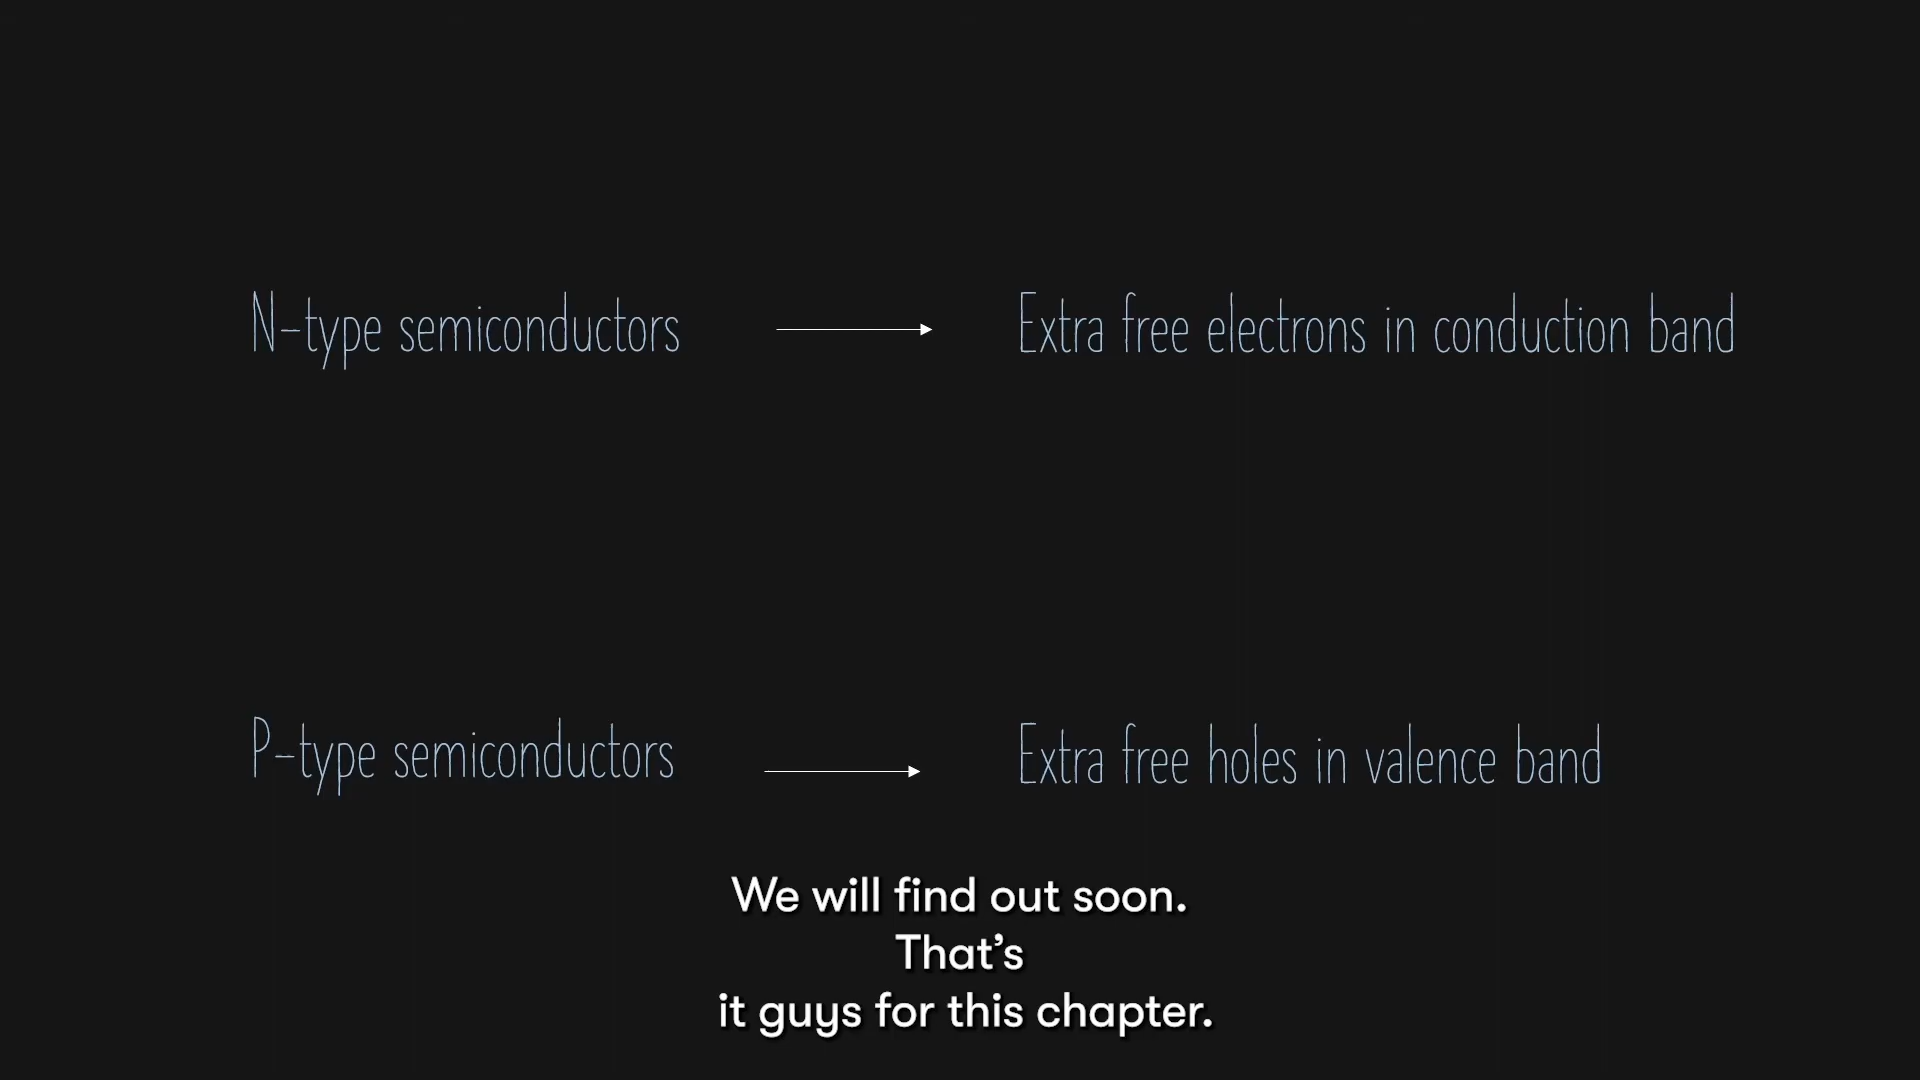 N-type semiconductors → Extra free electrons in conduction band
P-type semiconductors → Extra free holes in valence band
We will find out soon.
That's
it guys for this chapter.